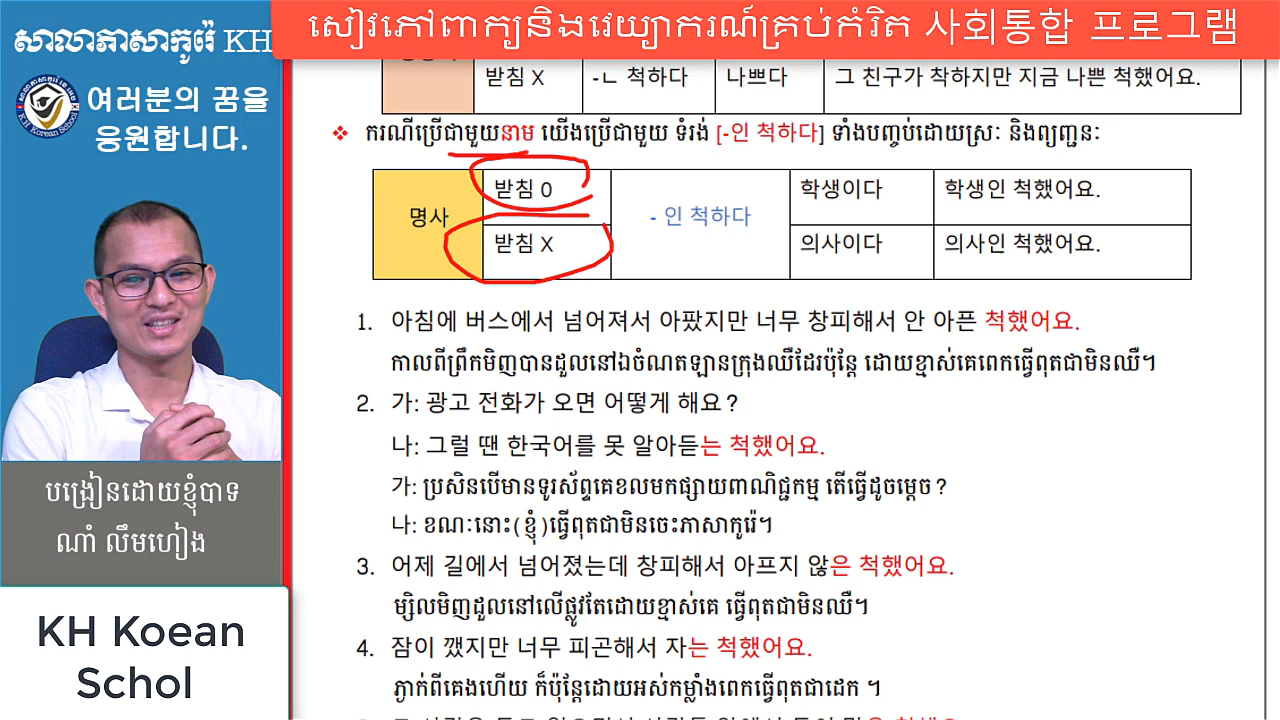 សៀវភៅពាក្យនិងវេយ្យាករណ៍គ្រប់កំរិត 사회통합 프로그램
សាលាភាសាកូរ៉េ KH
여러분의 꿈을
응원합니다.
받침 X -ㄴ 척하다 나쁘다 그 친구가 착하지만 지금 나쁜 척했어요.
❖ ករណីប្រើជាមួយនាម យើងប្រើជាមួយ ទំរង់ [-인 척하다] ទាំងបញ្ចប់ដោយស្រៈ និងព្យញ្ជនៈ
명사 받침 0 - 인 척하다 학생이다 학생인 척했어요.
받침 X 의사이다 의사인 척했어요.
1. 아침에 버스에서 넘어져서 아팠지만 너무 창피해서 안 아픈 척했어요.
កាលពីព្រឹកមិញបានដួលនៅឯចំណតឡានក្រុងឈឺដែរប៉ុន្តែ ដោយខ្មាស់គេពេកធ្វើពុតជាមិនឈឺ។
2. 가: 광고 전화가 오면 어떻게 해요?
나: 그럴 땐 한국어를 못 알아듣는 척했어요.
가: ប្រសិនបើមានទូរស័ព្ទគេខលមកផ្សាយពាណិជ្ជកម្ម តើធ្វើដូចម្តេច?
나: ខណៈនោះ(ខ្ញុំ)ធ្វើពុតជាមិនចេះភាសាកូរ៉េ។
3. 어제 길에서 넘어졌는데 창피해서 아프지 않은 척했어요.
ម្សិលមិញដួលនៅលើផ្លូវតែដោយខ្មាស់គេ ធ្វើពុតជាមិនឈឺ។
4. 잠이 깼지만 너무 피곤해서 자는 척했어요.
ភ្ញាក់ពីគេងហើយ ក៏ប៉ុន្តែដោយអស់កម្លាំងពេកធ្វើពុតជាដេក ។
បង្រៀនដោយខ្ញុំបាទ
ណាំ លឹមហៀង
KH Koean
Schol